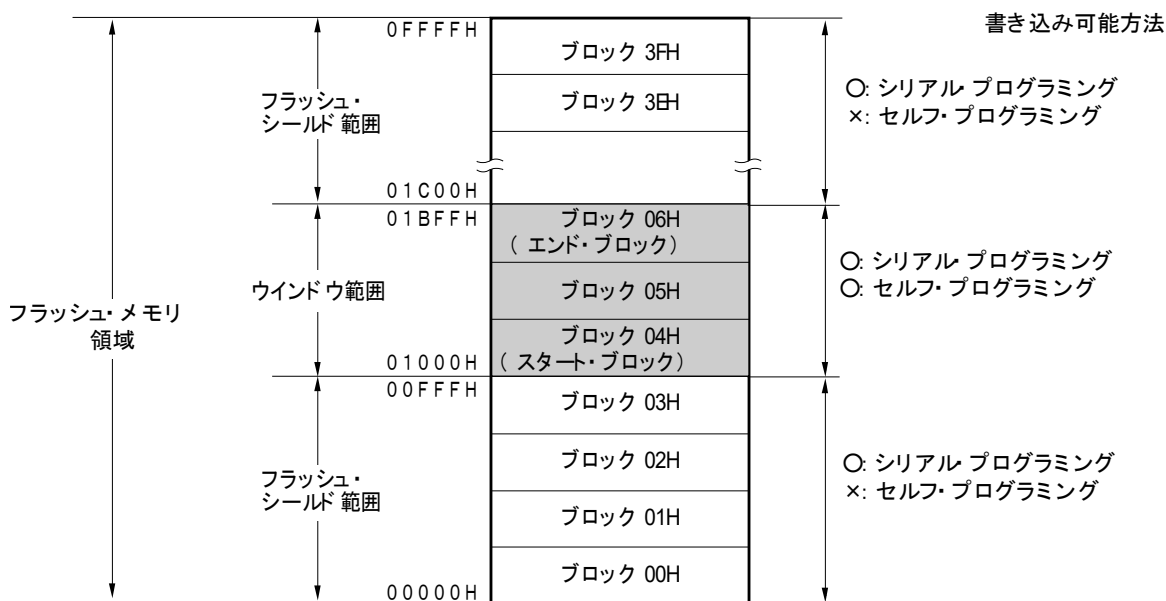 書き込み可能方法
0FFFFH
ブロック 3FH
ブロック 3EH
フラッシュ・
シールド範囲
○: シリアル・プログラミング
×: セルフ・プログラミング
01C00H
01BFFH
ブロック 06H
(エンド・ブロック)
ブロック 05H
ブロック 04H
(スタート・ブロック)
ウインドウ範囲
○: シリアル・プログラミング
○: セルフ・プログラミング
フラッシュ・メモリ
領域
01000H
00FFFH
ブロック 03H
ブロック 02H
ブロック 01H
ブロック 00H
フラッシュ・
シールド範囲
○: シリアル・プログラミング
×: セルフ・プログラミング
00000H